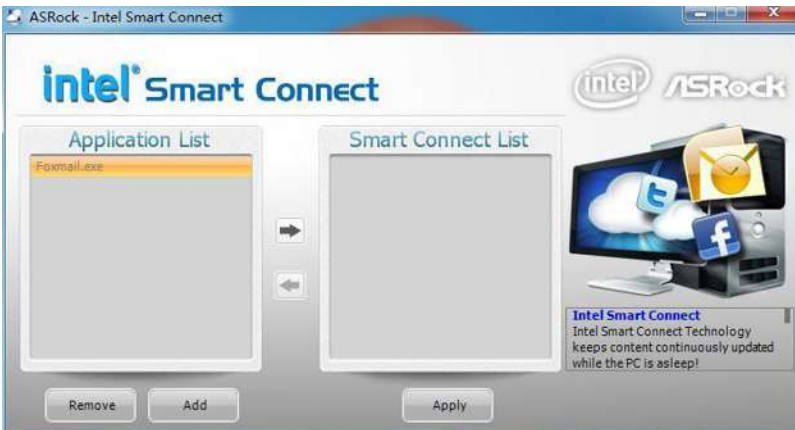 ASRock - Intel Smart Connect
intel® Smart Connect
intel
ASRock
Application List
Smart Connect List
Foxmail.exe
Intel Smart Connect
Intel Smart Connect Technology
keeps content continuously updated
while the PC is asleep!
Remove
Add
Apply